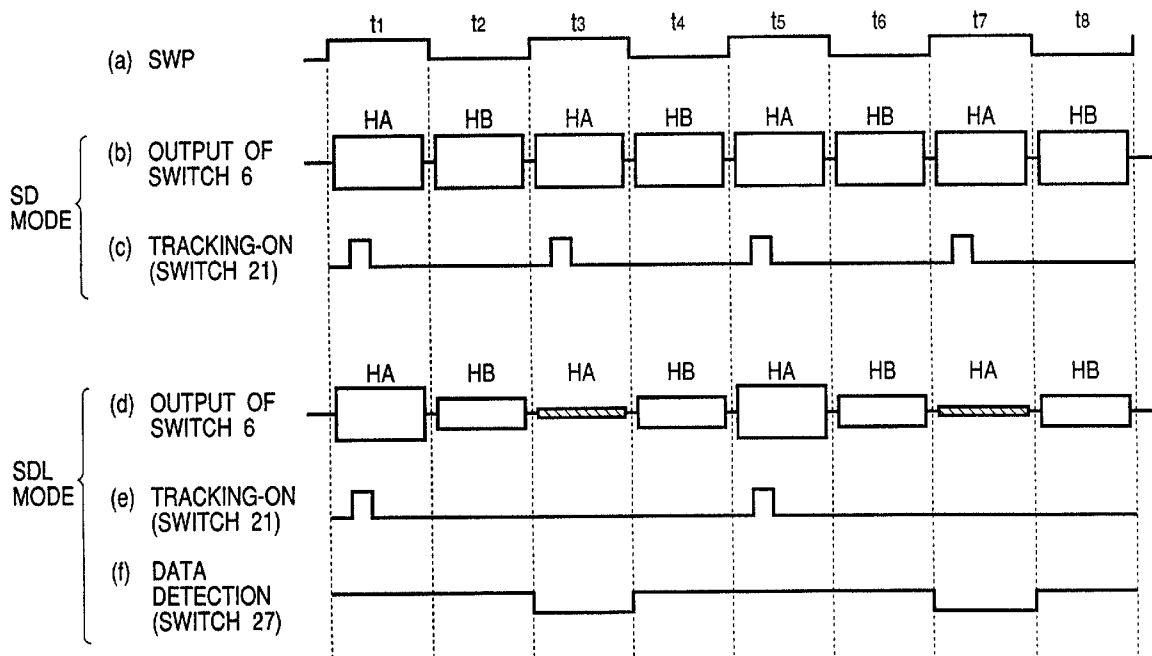 t1 t2 t3 t4 t5 t6 t7 t8
(a) SWP
HA HB HA HB HA HB HA HB
(b) OUTPUT OF
SWITCH 6
SD
MODE
(c) TRACKING-ON
(SWITCH 21)
HA HB HA HB HA HB HA HB
(d) OUTPUT OF
SWITCH 6
SDL
MODE
(e) TRACKING-ON
(SWITCH 21)
(f) DATA
DETECTION
(SWITCH 27)